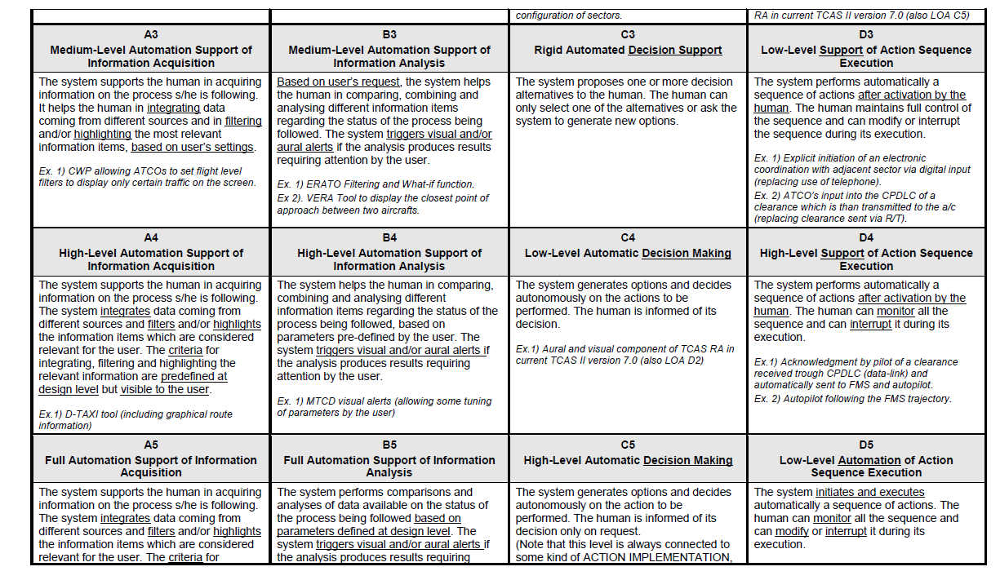 configuration of sectors.
RA in current TCAS II version 7.0 (also LOA C5)
A3
Medium-Level Automation Support of
Information Acquisition
B3
Medium-Level Automation Support of
Information Analysis
C3
Rigid Automated Decision Support
D3
Low-Level Support of Action Sequence
Execution
The system supports the human in acquiring
information on the process s/he is following.
It helps the human in integrating data
coming from different sources and in filtering
and/or highlighting the most relevant
information items, based on user's settings.
Ex. 1) CWP allowing ATCOs to set flight level
filters to display only certain traffic on the screen.
Based on user's request, the system helps
the human in comparing, combining and
analysing different information items
regarding the status of the process being
followed. The system triggers visual and/or
aural alerts if the analysis produces results
requiring attention by the user.
Ex. 1) ERATO Filtering and What-if function.
Ex 2). VERA Tool to display the closest point of
approach between two aircrafts.
The system proposes one or more decision
alternatives to the human. The human can
only select one of the alternatives or ask the
system to generate new options.
The system performs automatically a
sequence of actions after activation by the
human. The human maintains full control of
the sequence and can modify or interrupt
the sequence during its execution.
Ex. 1) Explicit initiation of an electronic
coordination with adjacent sector via digital input
(replacing use of telephone).
Ex. 2) ATCO's input into the CPDLC of a
clearance which is than transmitted to the a/c
(replacing clearance sent via R/T).
A4
High-Level Automation Support of
Information Acquisition
B4
High-Level Automation Support of
Information Analysis
C4
Low-Level Automatic Decision Making
D4
High-Level Support of Action Sequence
Execution
The system supports the human in acquiring
information on the process s/he is following.
The system integrates data coming from
different sources and filters and/or highlights
the information items which are considered
relevant for the user. The criteria for
integrating, filtering and highlighting the
relevant information are predefined at
design level but visible to the user.
Ex.1) D-TAXI tool (including graphical route
information)
The system helps the human in comparing,
combining and analysing different
information items regarding the status of the
process being followed, based on
parameters pre-defined by the user. The
system triggers visual and/or aural alerts if
the analysis produces results requiring
attention by the user.
Ex. 1) MTCD visual alerts (allowing some tuning
of parameters by the user)
The system generates options and decides
autonomously on the actions to be
performed. The human is informed of its
decision.
Ex.1) Aural and visual component of TCAS RA in
current TCAS II version 7.0 (also LOA D2)
The system performs automatically a
sequence of actions after activation by the
human. The human can monitor all the
sequence and can interrupt it during its
execution.
Ex.1) Acknowledgment by pilot of a clearance
received trough CPDLC (data-link) and
automatically sent to FMS and autopilot.
Ex. 2) Autopilot following the FMS trajectory.
A5
Full Automation Support of Information
Acquisition
B5
Full Automation Support of Information
Analysis
C5
High-Level Automatic Decision Making
D5
Low-Level Automation of Action
Sequence Execution
The system supports the human in acquiring
information on the process s/he is following.
The system integrates data coming from
different sources and filters and/or highlights
the information items which are considered
relevant for the user. The criteria for
The system performs comparisons and
analyses of data available on the status of
the process being followed based on
parameters defined at design level. The
system triggers visual and/or aural alerts if
the analysis produces results requiring
The system generates options and decides
autonomously on the action to be
performed. The human is informed of its
decision only on request.
(Note that this level is always connected to
some kind of ACTION IMPLEMENTATION,
The system initiates and executes
automatically a sequence of actions. The
human can monitor all the sequence and
can modify or interrupt it during its
execution.